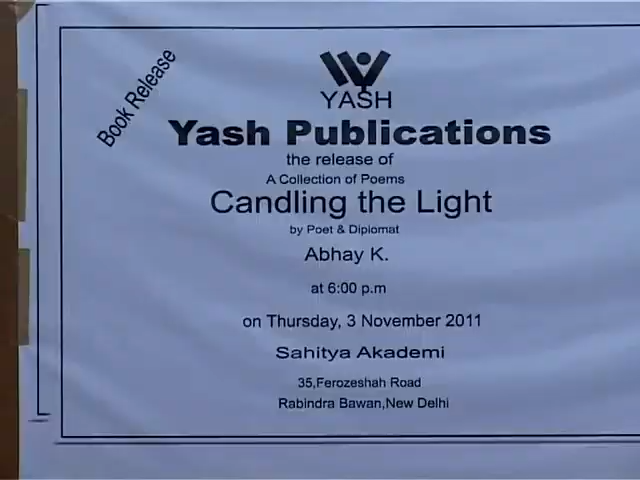 Book Release
YASH
Yash Publications
the release of
A Collection of Poems
Candling the Light
by Poet & Diplomat
Abhay K.
at 6:00 p.m
on Thursday, 3 November 2011
Sahitya Akademi
35,Ferozeshah Road
Rabindra Bawan,New Delhi